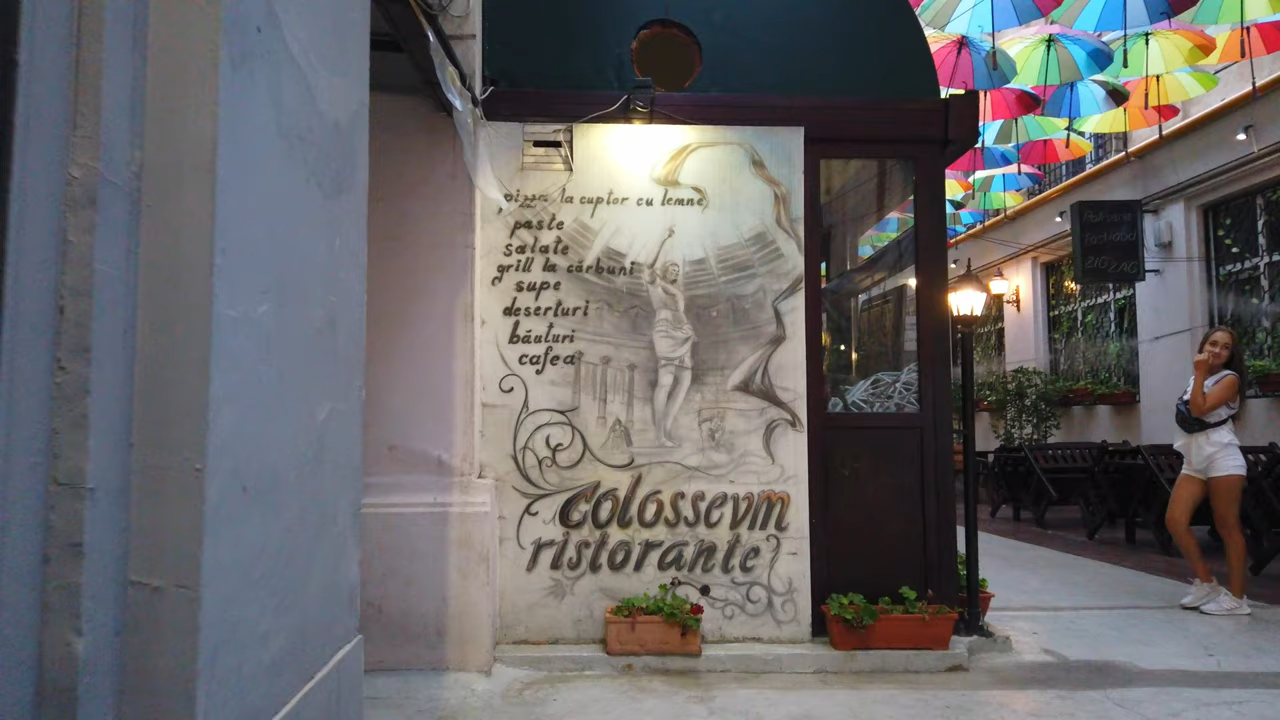 pizza la cuptor cu lemne
paste
salate
grill la cărbuni
supe
deserturi
băuturi
cafea
Colossevm
ristorante